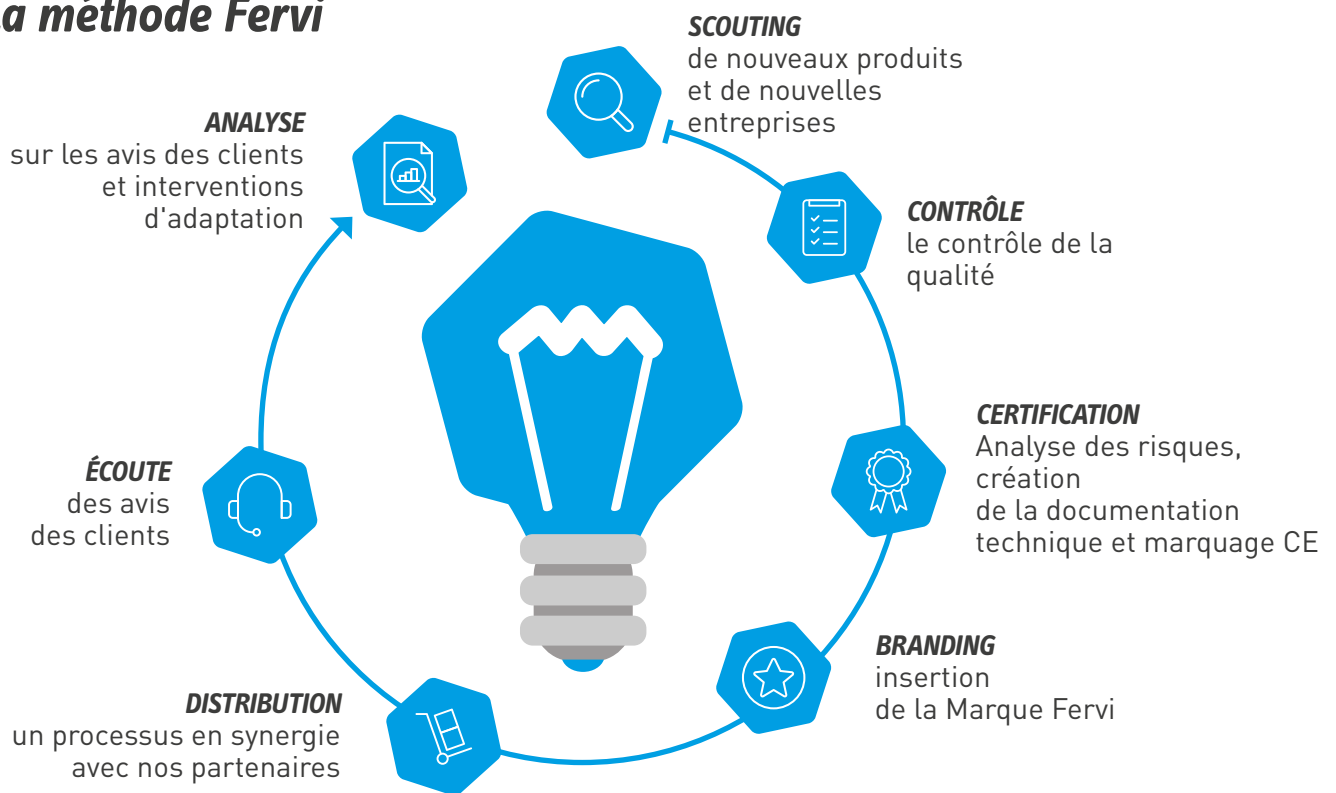 a méthode Fervi
SCOUTING
de nouveaux produits
et de nouvelles
entreprises
CONTRÔLE
le contrôle de la
qualité
CERTIFICATION
Analyse des risques,
création
de la documentation
technique et marquage CE
BRANDING
insertion
de la Marque Fervi
DISTRIBUTION
un processus en synergie
avec nos partenaires
ÉCOUTE
des avis
des clients
ANALYSE
sur les avis des clients
et interventions
d'adaptation